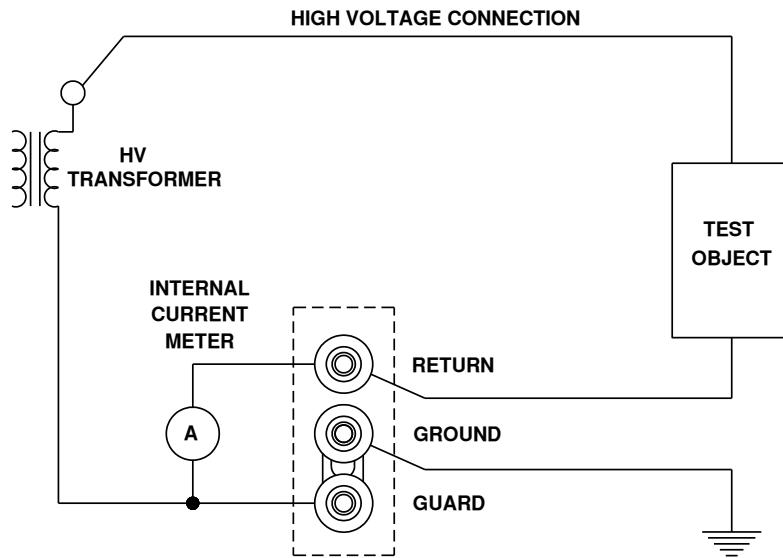 HIGH VOLTAGE CONNECTION
HV
TRANSFORMER
TEST
OBJECT
INTERNAL
CURRENT
METER
RETURN
A
GROUND
GUARD